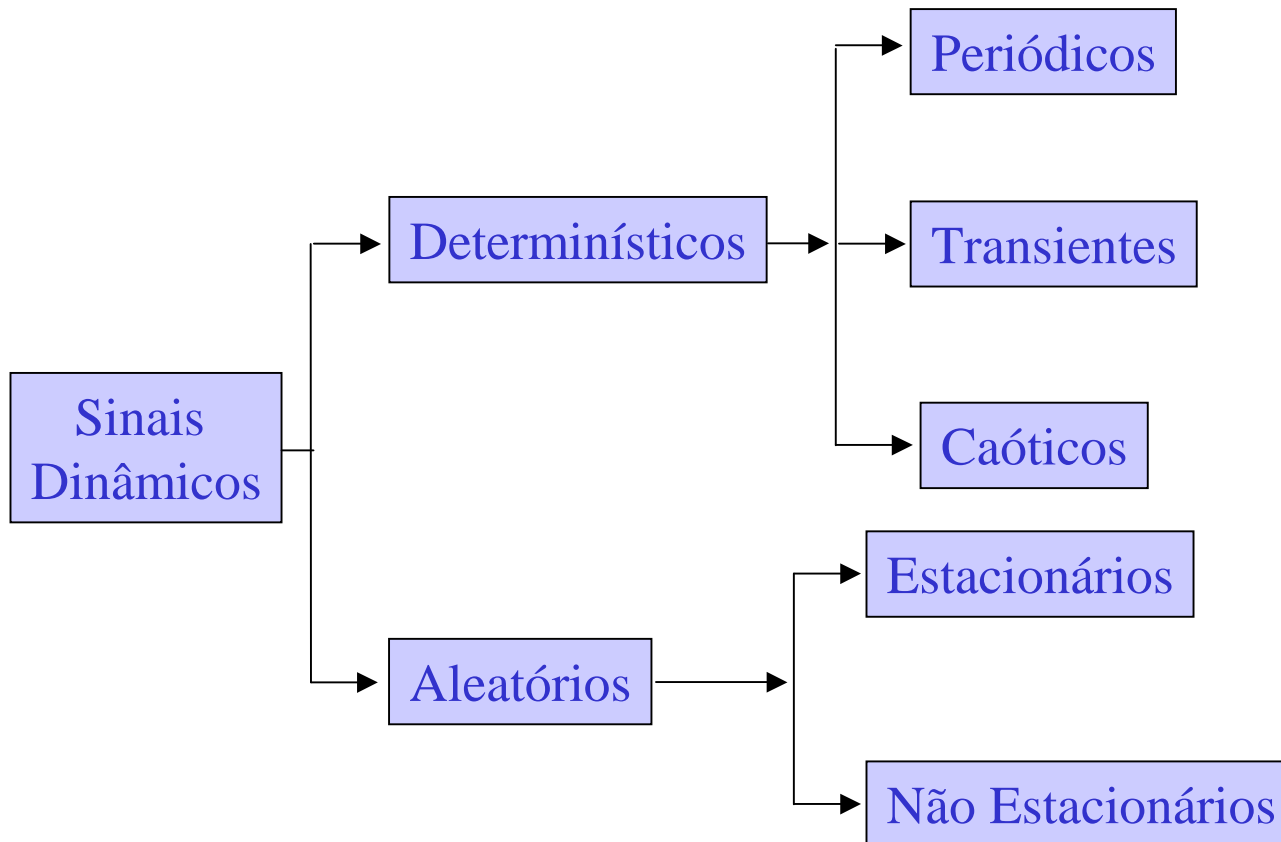 Periódicos
Determinísticos
Transientes
Sinais
Dinâmicos
Caóticos
Estacionários
Aleatórios
Não Estacionários